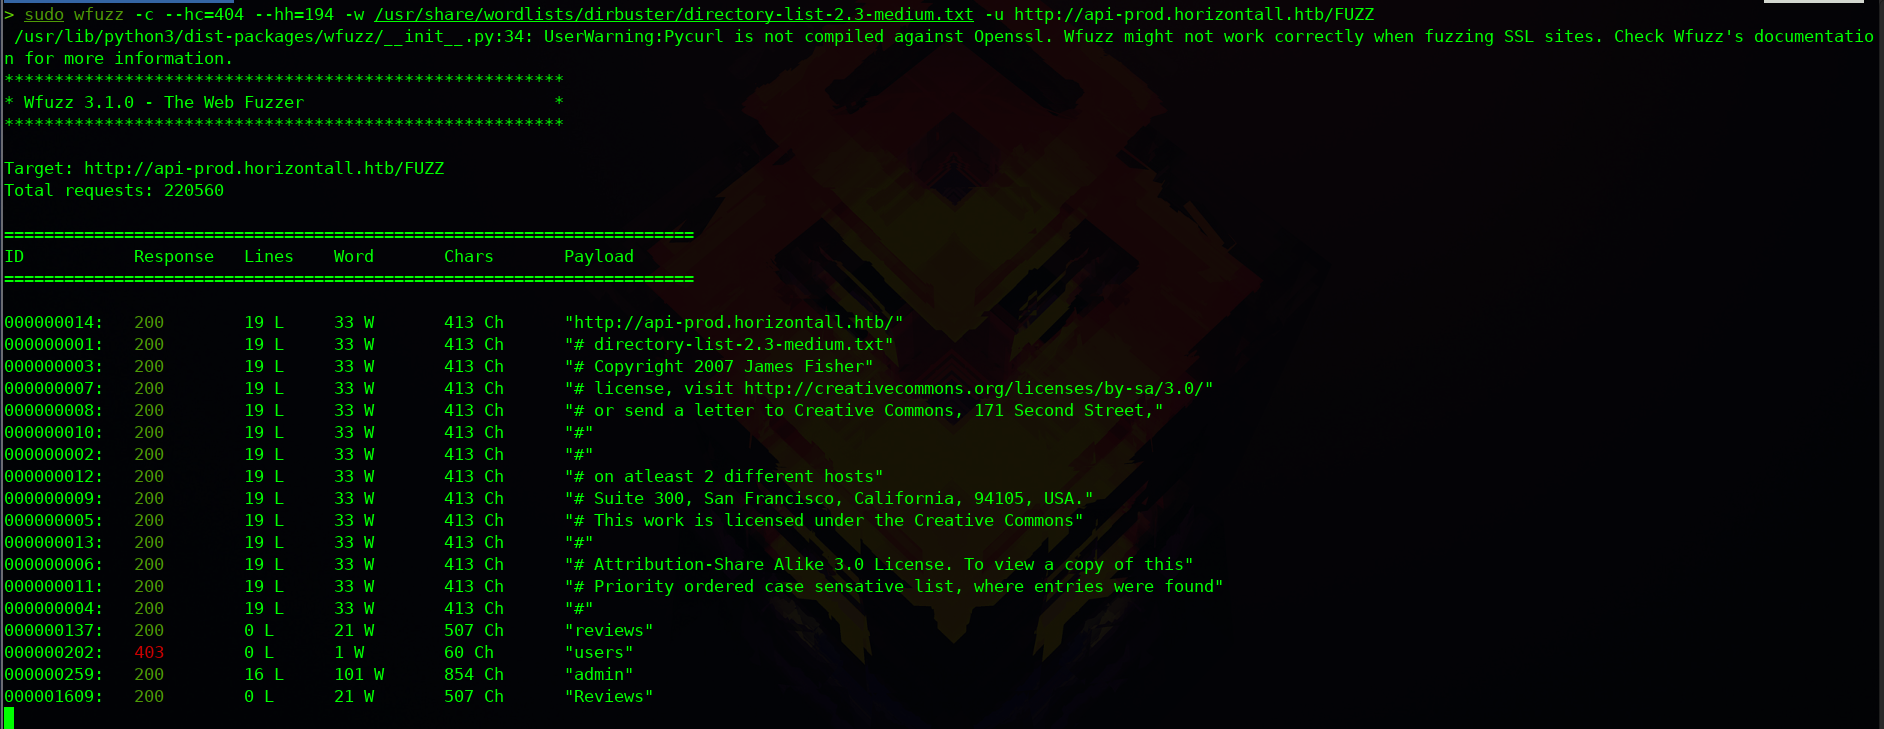 > sudo wfuzz -c --hc=404 --hh=194 -w /usr/share/wordlists/dirbuster/directory-list-2.3-medium.txt -u http://api-prod.horizontall.htb/FUZZ
/usr/lib/python3/dist-packages/wfuzz/__init__.py:34: UserWarning:Pycurl is not compiled against Openssl. Wfuzz might not work correctly when fuzzing SSL sites. Check Wfuzz's documentatio
n for more information.
********************************************************
* Wfuzz 3.1.0 - The Web Fuzzer                         *
********************************************************
Target: http://api-prod.horizontall.htb/FUZZ
Total requests: 220560
=====================================================================
ID           Response   Lines    Word       Chars       Payload
=====================================================================
000000014:   200        19 L     33 W       413 Ch      "http://api-prod.horizontall.htb/"
000000001:   200        19 L     33 W       413 Ch      "# directory-list-2.3-medium.txt"
000000003:   200        19 L     33 W       413 Ch      "# Copyright 2007 James Fisher"
000000007:   200        19 L     33 W       413 Ch      "# license, visit http://creativecommons.org/licenses/by-sa/3.0/"
000000008:   200        19 L     33 W       413 Ch      "# or send a letter to Creative Commons, 171 Second Street,"
000000010:   200        19 L     33 W       413 Ch      "#"
000000002:   200        19 L     33 W       413 Ch      "#"
000000012:   200        19 L     33 W       413 Ch      "# on atleast 2 different hosts"
000000009:   200        19 L     33 W       413 Ch      "# Suite 300, San Francisco, California, 94105, USA."
000000005:   200        19 L     33 W       413 Ch      "# This work is licensed under the Creative Commons"
000000013:   200        19 L     33 W       413 Ch      "#"
000000006:   200        19 L     33 W       413 Ch      "# Attribution-Share Alike 3.0 License. To view a copy of this"
000000011:   200        19 L     33 W       413 Ch      "# Priority ordered case sensative list, where entries were found"
000000004:   200        19 L     33 W       413 Ch      "#"
000000137:   200        0 L      21 W       507 Ch      "reviews"
000000202:   403        0 L      1 W        60 Ch       "users"
000000259:   200        16 L     101 W      854 Ch      "admin"
000001609:   200        0 L      21 W       507 Ch      "Reviews"